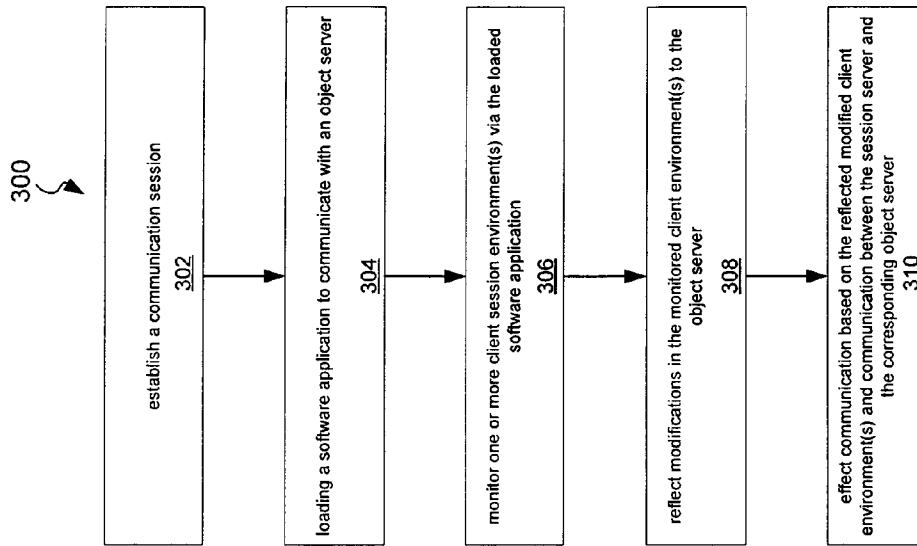 300
establish a communication session
302
loading a software application to communicate with an object server
304
monitor one or more client session environment(s) via the loaded
software application
306
reflect modifications in the monitored client environment(s) to the
object server
308
effect communication based on the reflected modified client
environment(s) and communication between the session server and
the corresponding object server
310